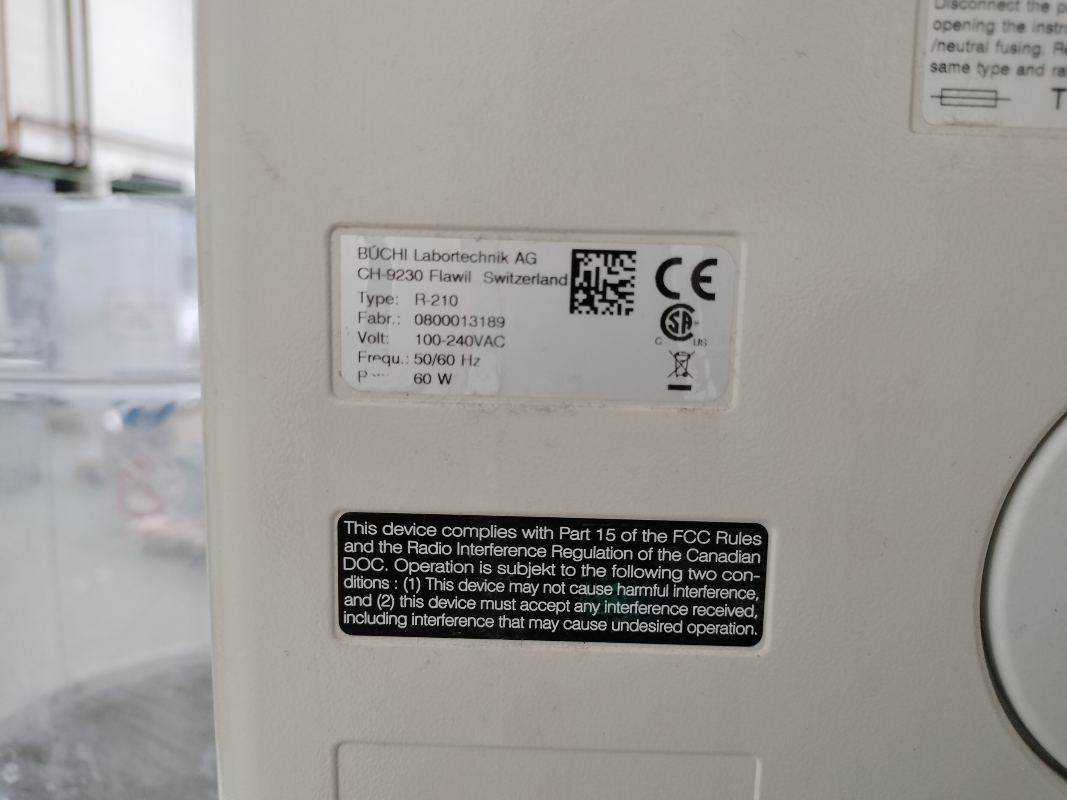 Disconnect the
opening the
/neutral fusing.
same type and
T
BÜCHI Labortechnik AG
CH-9230 Flawil Switzerland
Type: R-210
Fabr.: 0800013189
Volt: 100-240VAC
Frequ.: 50/60 Hz
60 W
CE
SA
C US
This device complies with Part 15 of the FCC Rules
and the Radio Interference Regulation of the Canadian
DOC. Operation is subjekt to the following two con-
ditions : (1) This device may not cause harmful interference,
and (2) this device must accept any interference received,
including interference that may cause undesired operation.